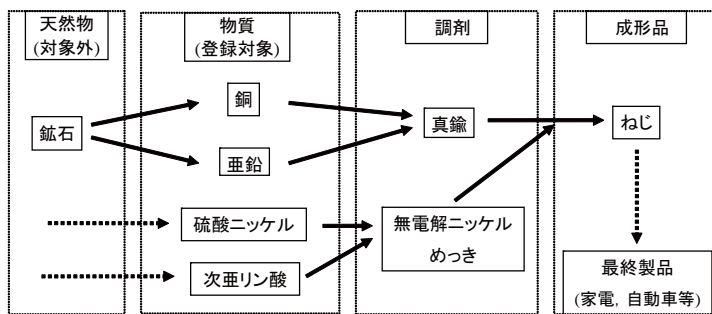 天然物
(対象外)
物質
(登録対象)
調剤
成形品
鉱石
銅
亜鉛
真鍮
ねじ
硫酸ニッケル
次亜リン酸
無電解ニッケル
めっき
最終製品
(家電, 自動車等)